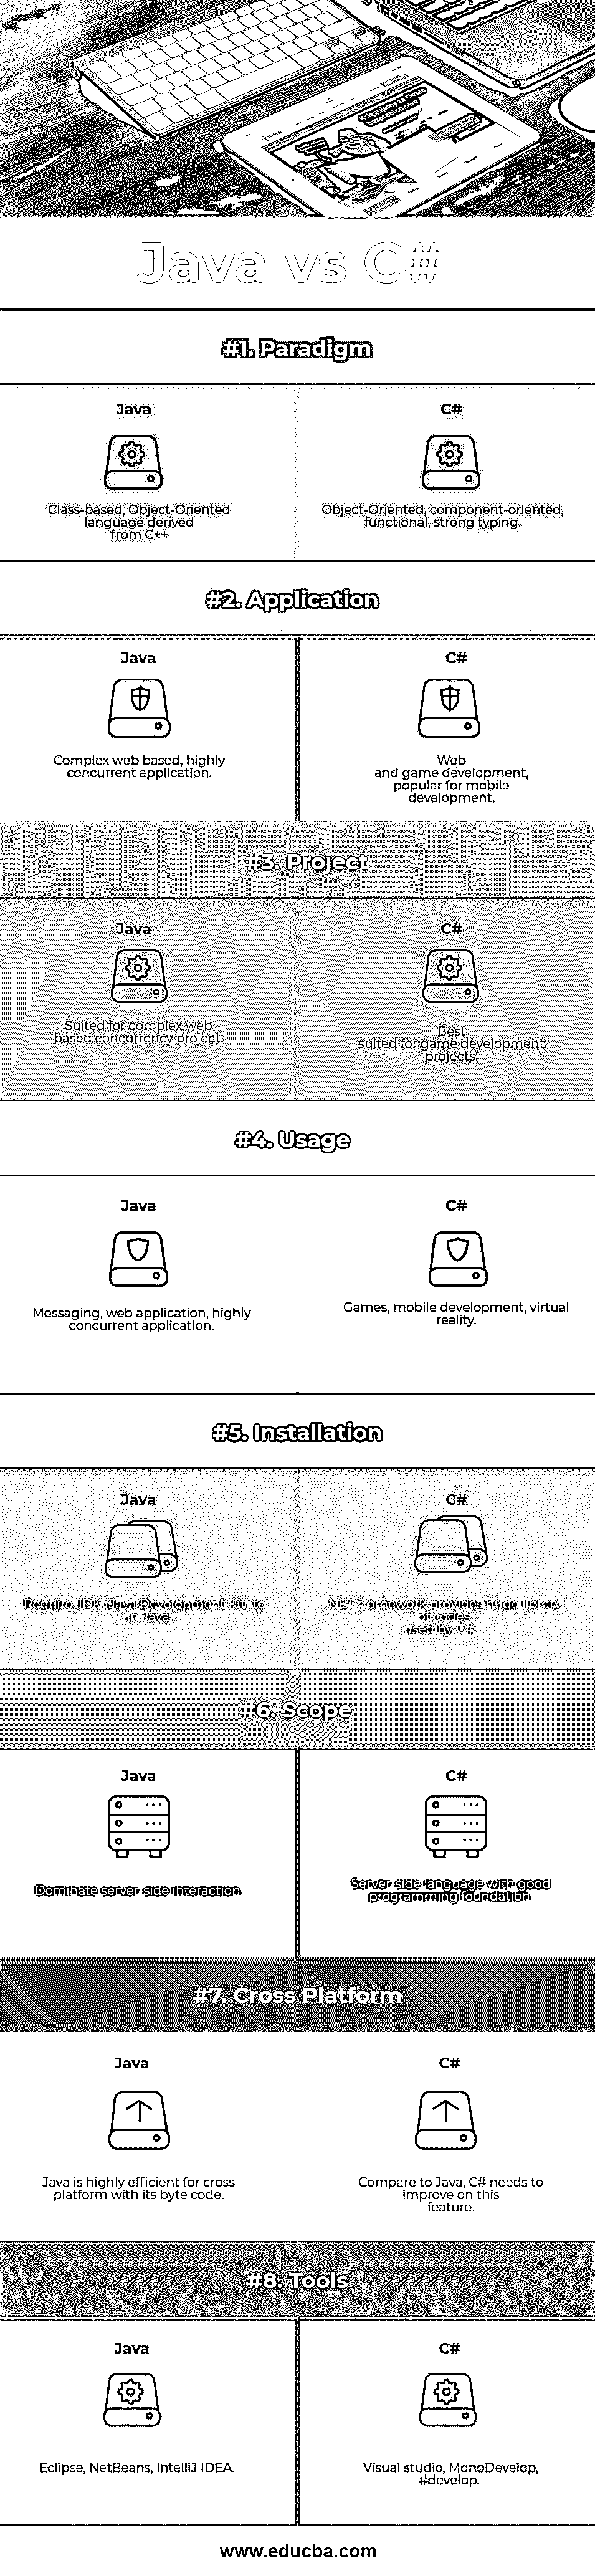 Java vs C#
#1. Paradigm
Java
Class-based, Object-Oriented
language derived
from C++
C#
Object-Oriented, component-oriented,
functional, strong typing.
#2. Application
Java
Complex web based, highly
concurrent application.
C#
Web
and game development,
popular for mobile
development.
#3. Project
Java
Suited for complex web
based concurrency project.
C#
Best
suited for game development
projects.
#4. Usage
Java
Messaging, web application, highly
concurrent application.
C#
Games, mobile development, virtual
reality.
#5. Installation
Java
Require JDK (Java Development Kit) to
run Java.
C#
.NET framework provides huge library
of codes
used by C#
#6. Scope
Java
Dominate server side interaction.
C#
Server side language with good
programming foundation.
#7. Cross Platform
Java
Java is highly efficient for cross
platform with its byte code.
C#
Compare to Java, C# needs to
improve on this
feature.
#8. Tools
Java
Eclipse, NetBeans, IntelliJ IDEA.
C#
Visual studio, MonoDevelop,
#develop.
www.educba.com